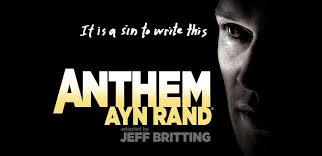 It is a sin to write this
ANTHEM
AYN RAND®
adapted by
JEFF BRITTING